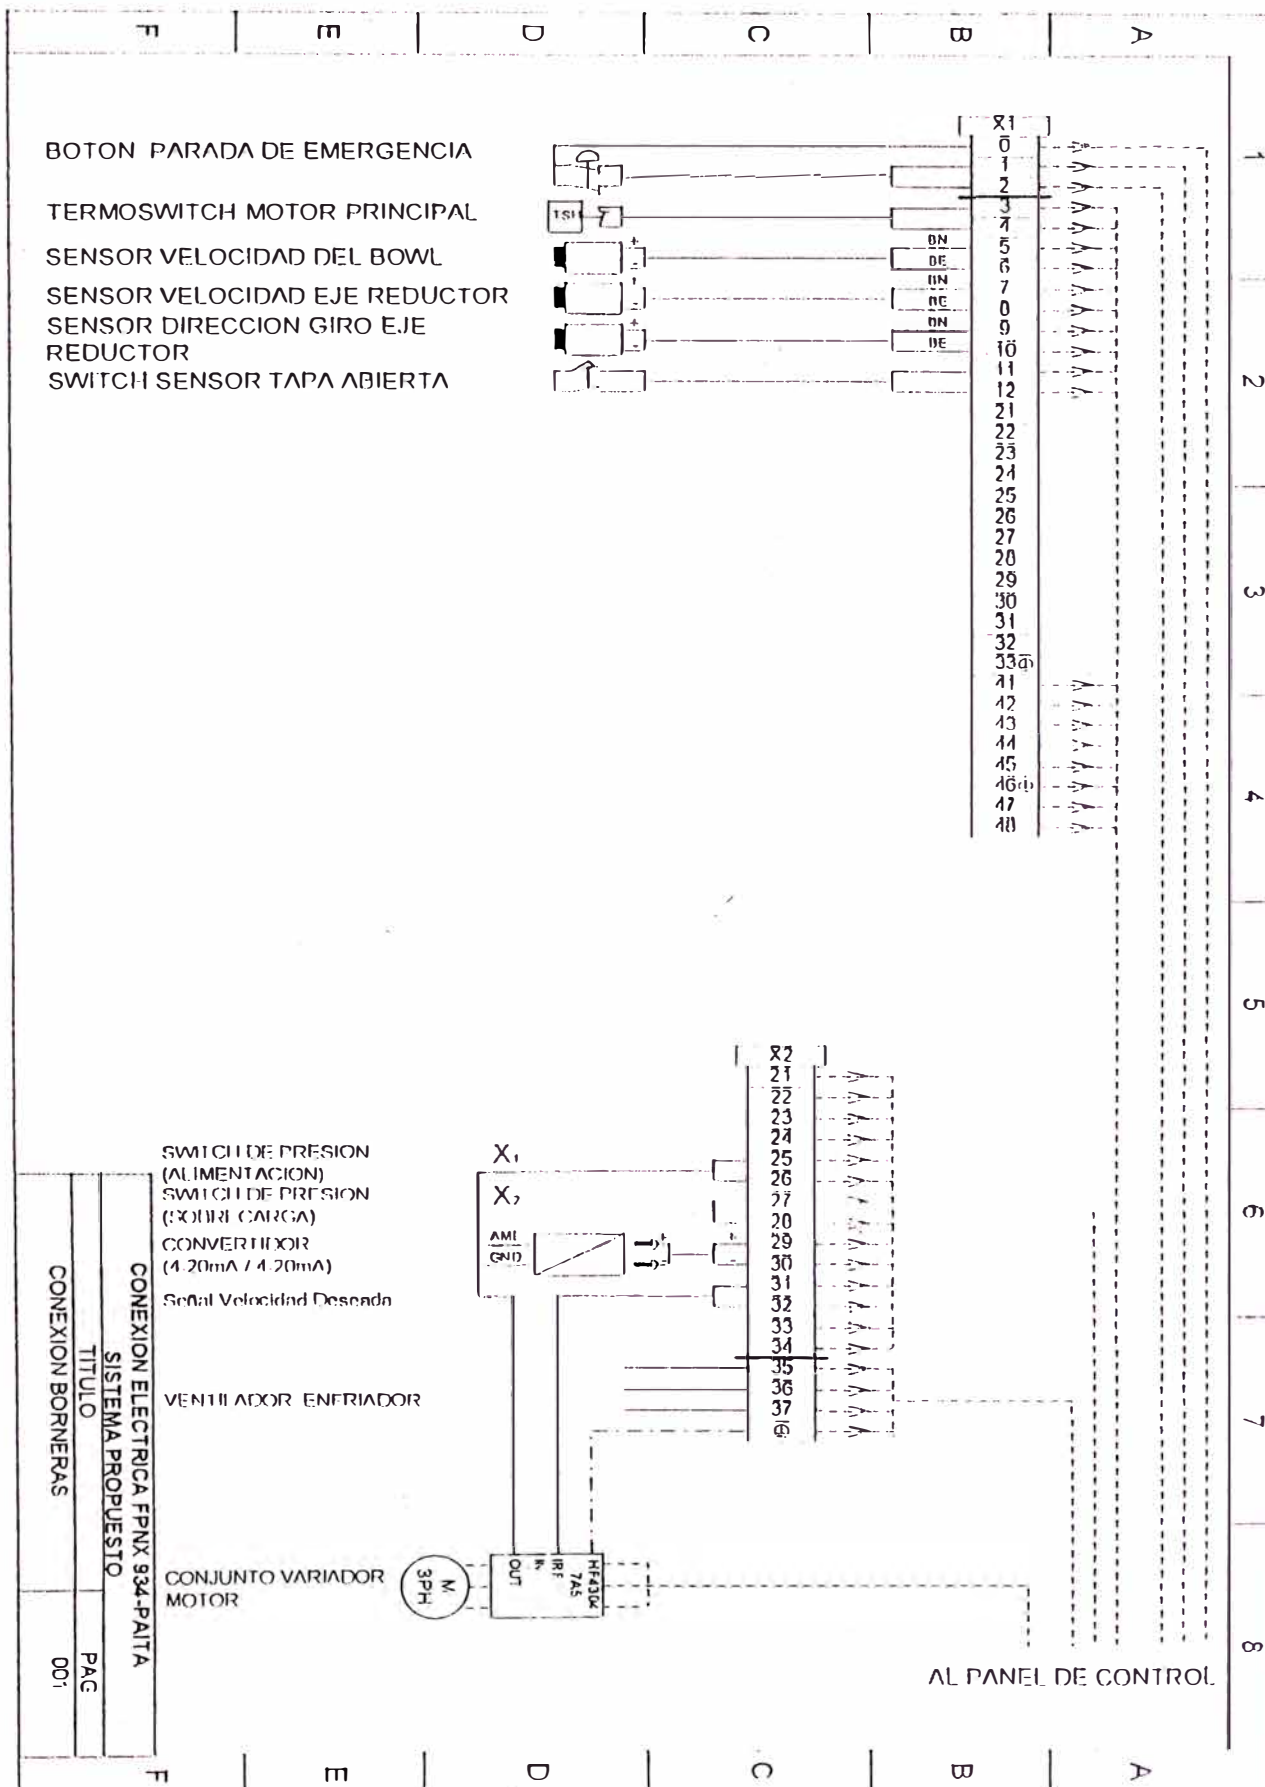 F E D C B A
X1
BOTON PARADA DE EMERGENCIA
0
1
2
TERMOSWITCH MOTOR PRINCIPAL
TSH
3
4
SENSOR VELOCIDAD DEL BOWL
+
-
BN
BE
5
6
SENSOR VELOCIDAD EJE REDUCTOR
+
-
BN
BE
7
8
SENSOR DIRECCION GIRO EJE
REDUCTOR
+
-
BN
BE
9
10
SWITCH SENSOR TAPA ABIERTA
11
12
21
22
23
24
25
26
27
28
29
30
31
32
33
41
42
43
44
45
46
47
48
1
2
3
4
5
6
7
8
X2
21
22
23
24
25
26
27
28
29
30
31
32
33
34
35
36
37
SWITCH DE PRESION
(ALIMENTACION)
X1
SWITCH DE PRESION
(SOBRE CARGA)
X2
CONVERTIDOR
(4-20mA / 4-20mA)
GND
+
-
+
-
Señal Velocidad Deseada
VENTILADOR ENFRIADOR
CONJUNTO VARIADOR
MOTOR
M
3PH
OUT
HF430K
7A5
AL PANEL DE CONTROL
CONEXION ELECTRICA FPNX 934-PAITA
SISTEMA PROPUESTO
TITULO
PAG
CONEXION BORNERAS
001
F E D C B A